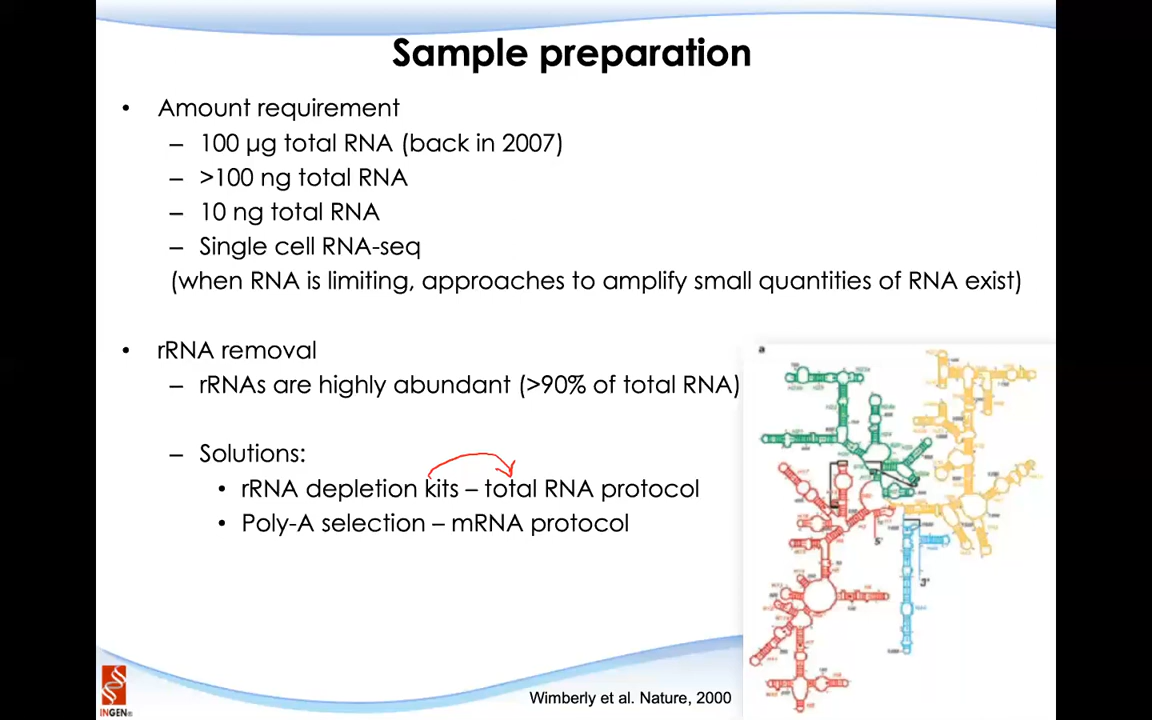 Sample preparation
• Amount requirement
– 100 µg total RNA (back in 2007)
– >100 ng total RNA
– 10 ng total RNA
– Single cell RNA-seq
(when RNA is limiting, approaches to amplify small quantities of RNA exist)
• rRNA removal
– rRNAs are highly abundant (>90% of total RNA)
– Solutions:
• rRNA depletion kits – total RNA protocol
• Poly-A selection – mRNA protocol
a
5'
3'
Wimberly et al. Nature, 2000
INGEN